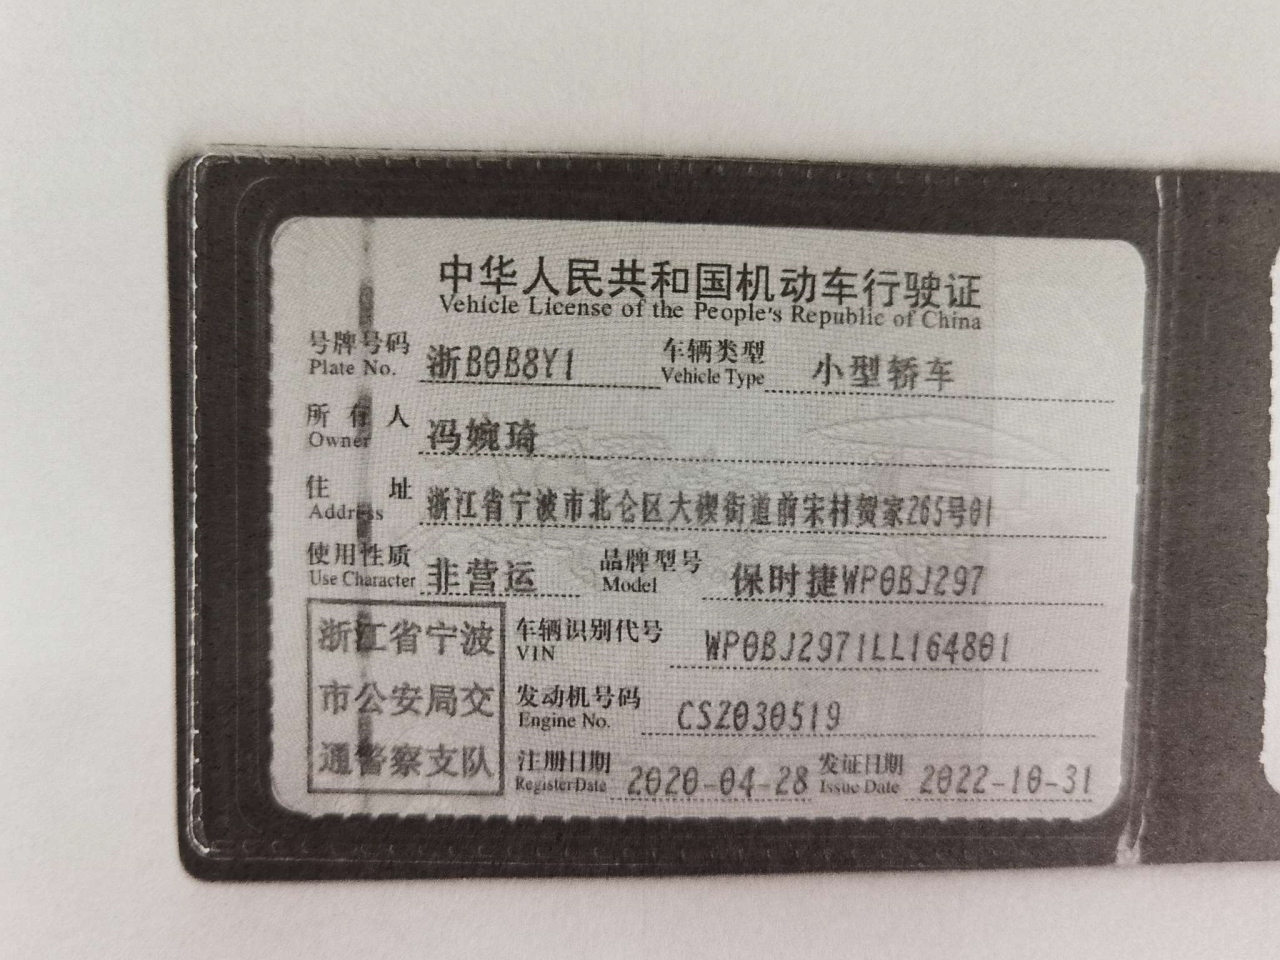 中华人民共和国机动车行驶证
Vehicle License of the People's Republic of China
号牌号码 浙B0B8Y1 车辆类型 小型轿车
Plate No. Vehicle Type
所有人 冯婉琦
Owner
住址 浙江省宁波市北仑区大碶街道前宋村贺家265号01
Address
使用性质 非营运 品牌型号 保时捷WP0BJ297
Use Character Model
浙江省宁波 车辆识别代号 WP0BJ2971LL164801
VIN
市公安局交 发动机号码 CSZ030519
Engine No.
通警察支队 注册日期 2020-04-28 发证日期 2022-10-31
Register Date Issue Date